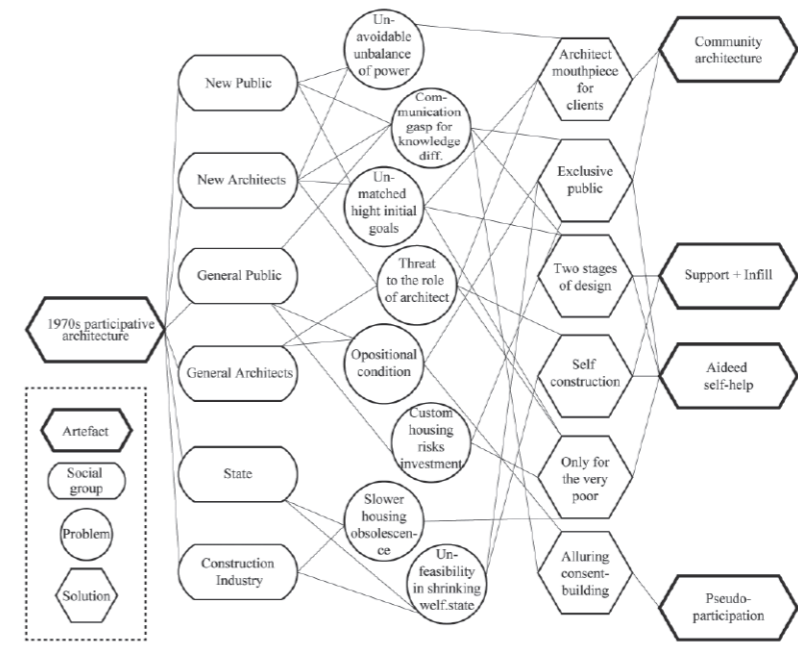 Un-
avoidable
unbalance
of power
Architect
mouthpiece
for
clients
Community
architecture
New Public
Com-
munication
gasp for
knowledge
diff.
New Architects
Un-
matched
hight initial
goals
Exclusive
public
General Public
Threat
to the role
of architect
Two stages
of design
Support + Infill
1970s participative
architecture
General Architects
Opositional
condition
Self
construction
Aideed
self-help
Artefact
Social
group
Problem
Solution
Custom
housing
risks
investment
Only for
the very
poor
State
Slower
housing
obsolescen-
ce
Construction
Industry
Un-
feasibility
in shrinking
welf.state
Alluring
consent-
building
Pseudo-
participation